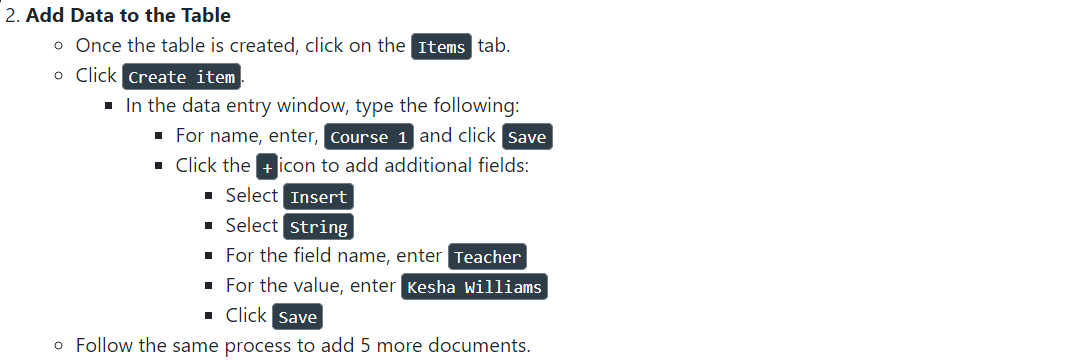 2. Add Data to the Table
Once the table is created, click on the Items tab.
Click Create item.
In the data entry window, type the following:
For name, enter, Course 1 and click Save
Click the + icon to add additional fields:
Select Insert
Select String
For the field name, enter Teacher
For the value, enter Kesha Williams
Click Save
Follow the same process to add 5 more documents.